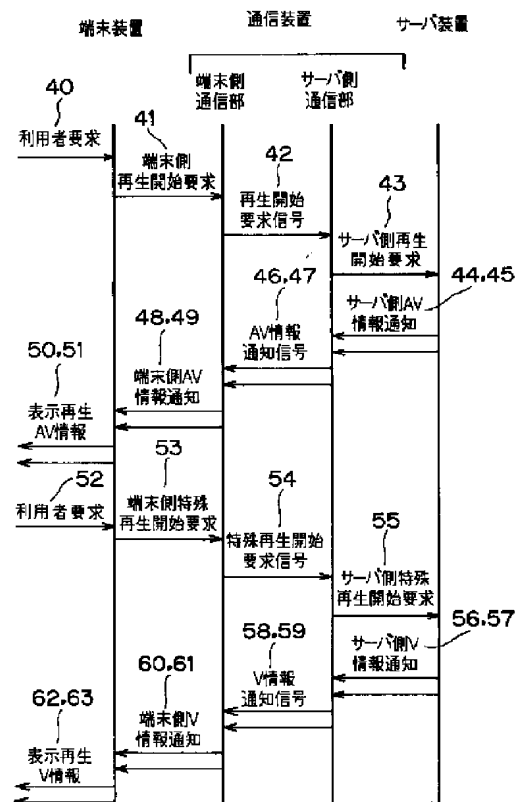 端末装置
通信装置
サーバ装置
端末側
通信部
サーバ側
通信部
40
利用者要求
41
端末側
再生開始要求
42
再生開始
要求信号
43
サーバ側再生
開始要求
44,45
サーバ側AV
情報通知
46,47
AV情報
通知信号
48,49
端末側AV
情報通知
50,51
表示再生
AV情報
52
利用者要求
53
端末側特殊
再生開始要求
54
特殊再生開始
要求信号
55
サーバ側特殊
再生開始要求
56,57
サーバ側V
情報通知
58,59
V情報
通知信号
60,61
端末側V
情報通知
62,63
表示再生
V情報